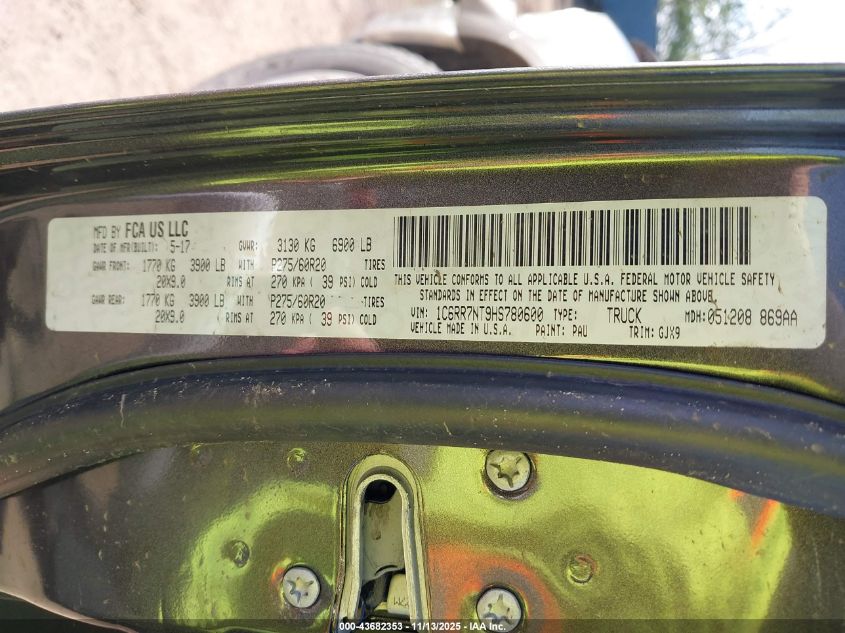 MFD BY FCA US LLC
DATE OF MFR(BUILT): 5-17 GVWR: 3130 KG 6900 LB
GAWR FRONT: 1770 KG 3900 LB WITH P275/60R20 TIRES
20X9.0 RIMS AT 270 KPA ( 39 PSI) COLD
GAWR REAR: 1770 KG 3900 LB WITH P275/60R20 TIRES
20X9.0 RIMS AT 270 KPA ( 39 PSI) COLD
THIS VEHICLE CONFORMS TO ALL APPLICABLE U.S.A. FEDERAL MOTOR VEHICLE SAFETY
STANDARDS IN EFFECT ON THE DATE OF MANUFACTURE SHOWN ABOVE.
VIN: 1C6RR7NT9HS780600 TYPE: TRUCK MDH: 051208 869AA
VEHICLE MADE IN U.S.A. PAINT: PAU TRIM: GJX9
000-43682353 - 11/13/2025 - IAA Inc.